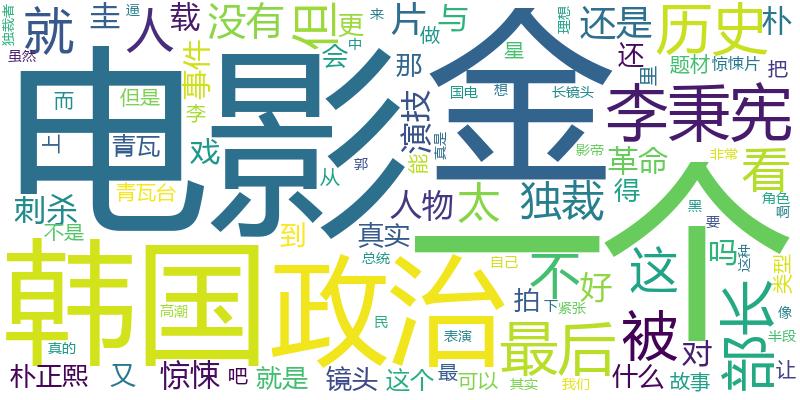 独裁者
就
圭
逼
人
载
没有
但
更
来
片
与
做
还是
理想
历史
朴
虽然
事件
会
中
那
星
还
里
题材
惊悚片
把
而
但是
李
国电
想
长镜头
电影
金
李秉宪
上
青瓦
戏
演技
真是
能
影帝
革命
非常
看
青瓦台
从
郭
刺杀
人物
太
独裁
得
黑
要
角色
啊
不是
到
真实
一个
韩国
政治
总统
自己
不
好
这
吗
这种
类型
部长
高潮
民
表演
拍
下
紧张
最后
被
对
像
半段
真的
朴正熙
又
惊悚
吧
就是
镜头
这个
最
可以
其实
我们
什么
故事
让